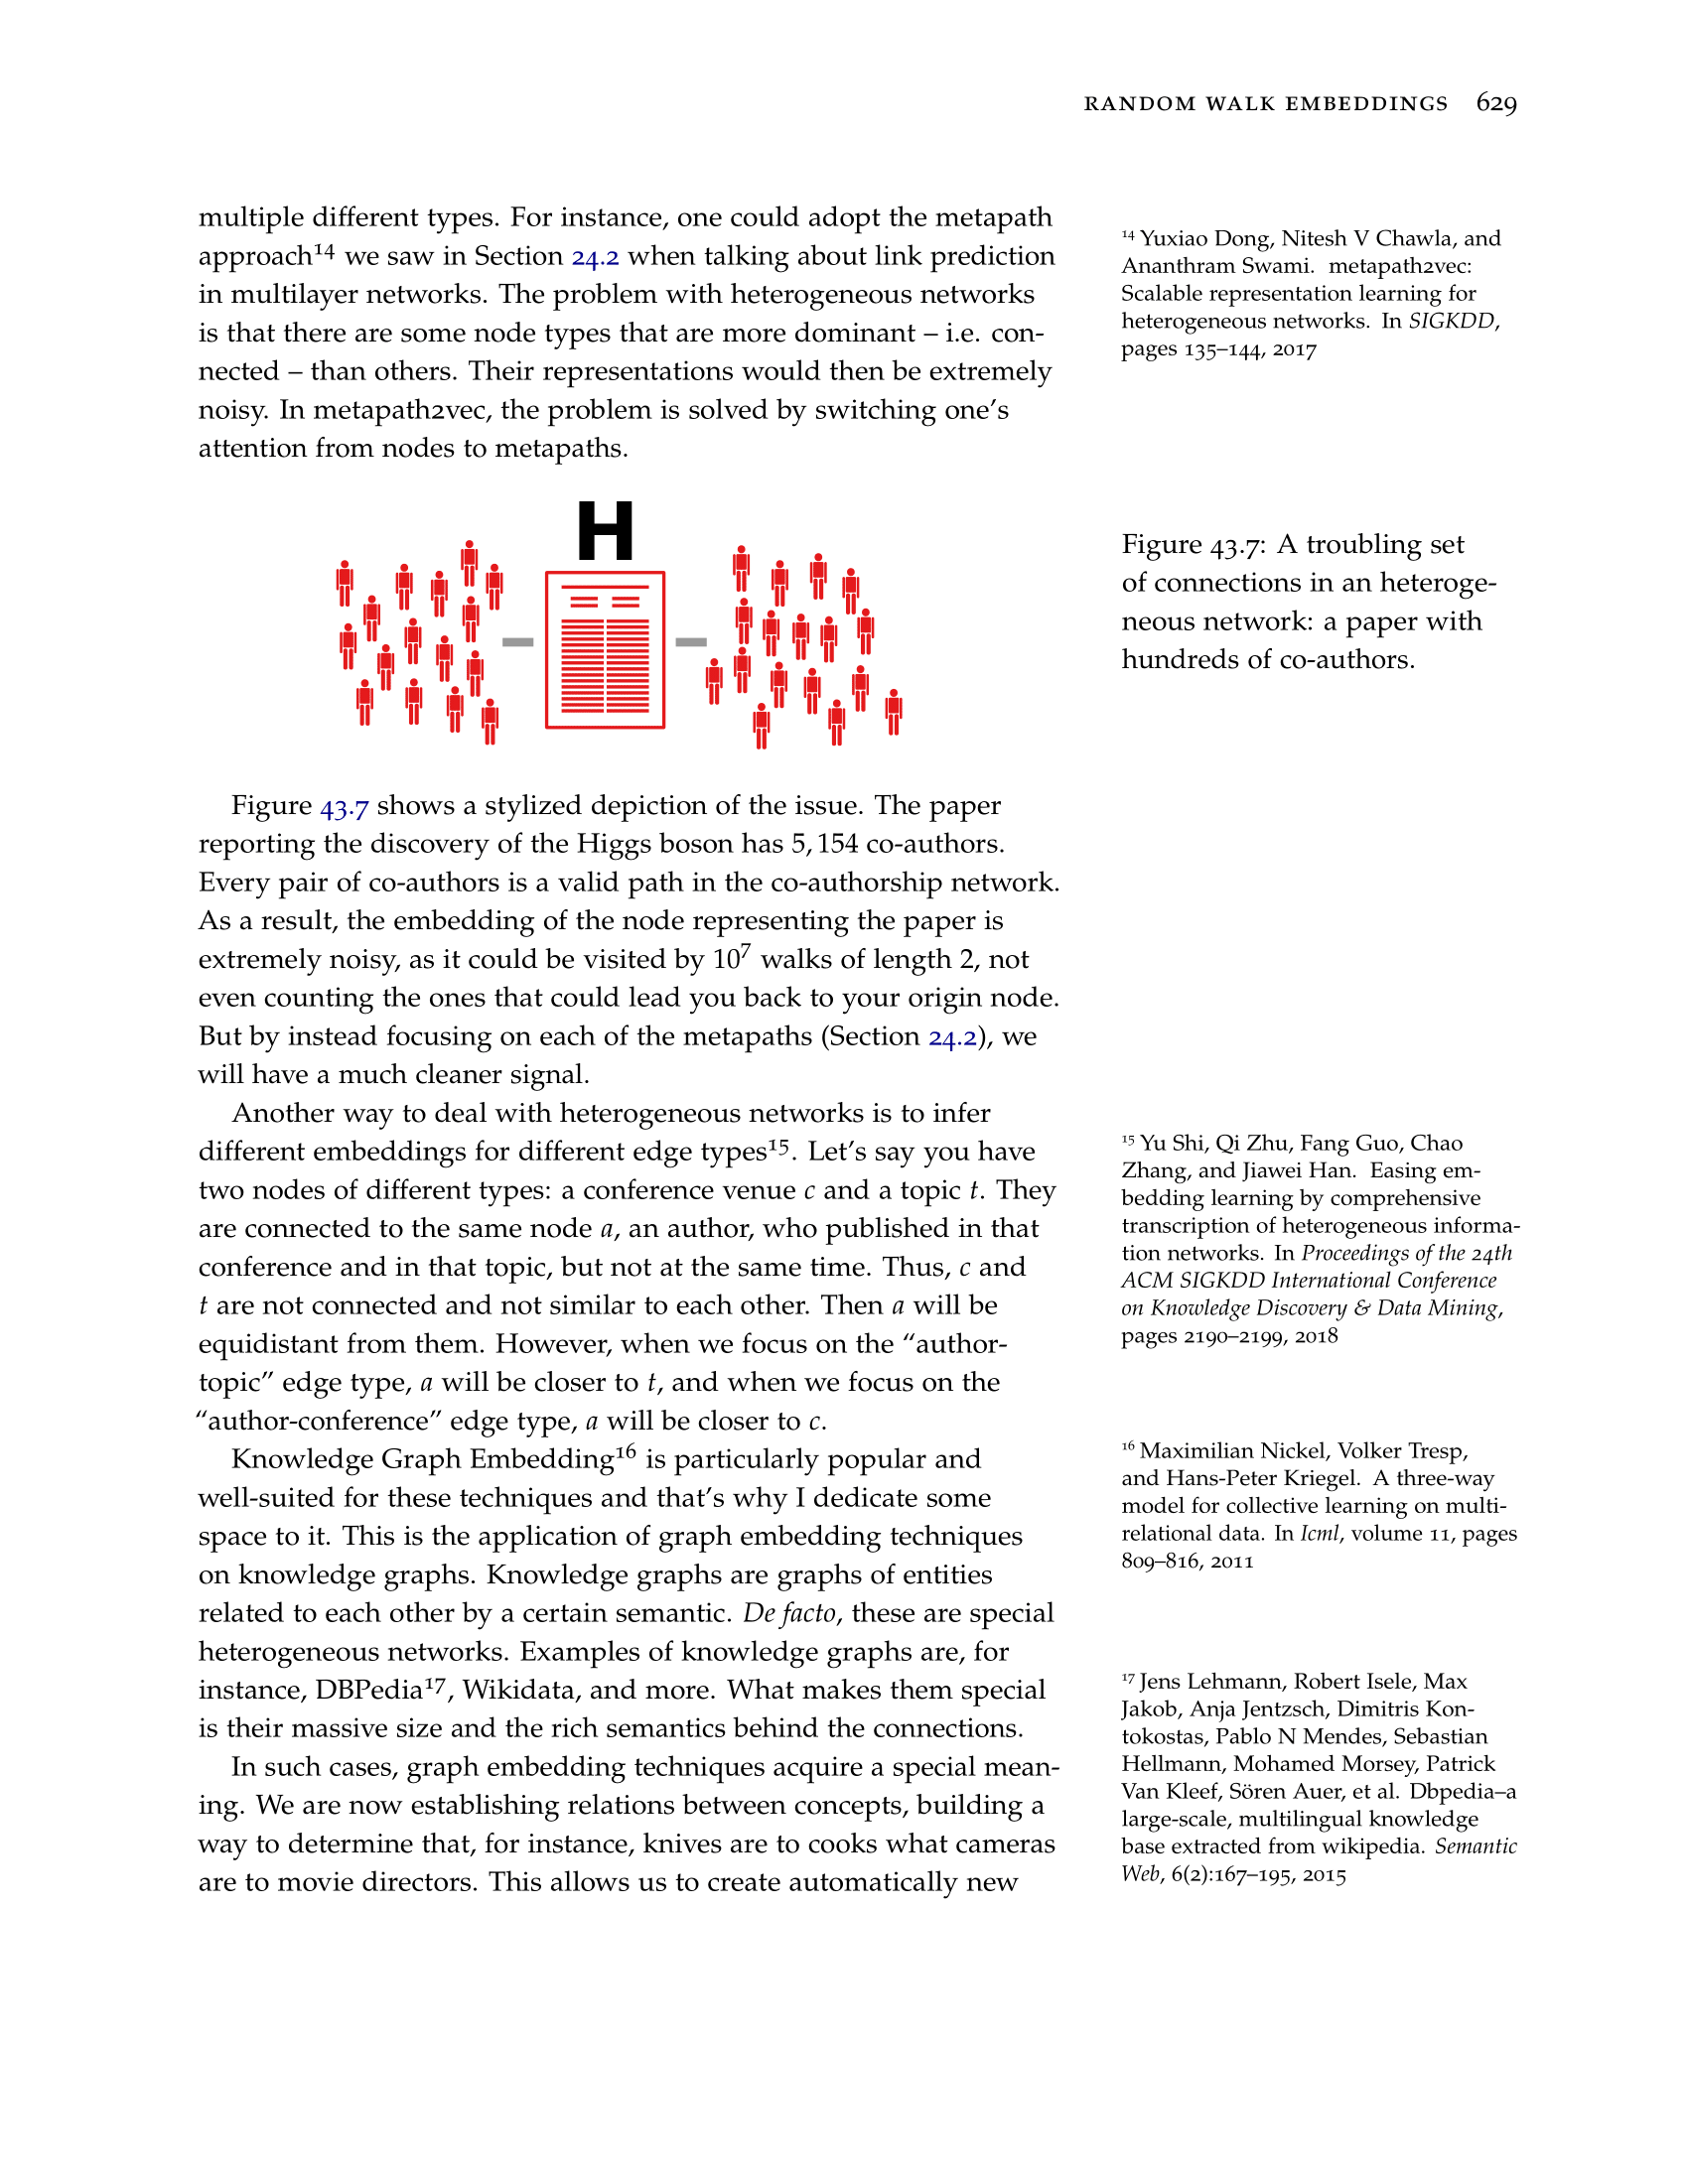 RANDOM WALK EMBEDDINGS 629
multiple different types. For instance, one could adopt the metapath
approach14 we saw in Section 24.2 when talking about link prediction
in multilayer networks. The problem with heterogeneous networks
is that there are some node types that are more dominant – i.e. con-
nected – than others. Their representations would then be extremely
noisy. In metapath2vec, the problem is solved by switching one’s
attention from nodes to metapaths.
14 Yuxiao Dong, Nitesh V Chawla, and
Ananthram Swami. metapath2vec:
Scalable representation learning for
heterogeneous networks. In SIGKDD,
pages 135–144, 2017
H
Figure 43.7: A troubling set
of connections in an heteroge-
neous network: a paper with
hundreds of co-authors.
Figure 43.7 shows a stylized depiction of the issue. The paper
reporting the discovery of the Higgs boson has 5, 154 co-authors.
Every pair of co-authors is a valid path in the co-authorship network.
As a result, the embedding of the node representing the paper is
extremely noisy, as it could be visited by 10^7 walks of length 2, not
even counting the ones that could lead you back to your origin node.
But by instead focusing on each of the metapaths (Section 24.2), we
will have a much cleaner signal.
Another way to deal with heterogeneous networks is to infer
different embeddings for different edge types15. Let’s say you have
two nodes of different types: a conference venue c and a topic t. They
are connected to the same node a, an author, who published in that
conference and in that topic, but not at the same time. Thus, c and
t are not connected and not similar to each other. Then a will be
equidistant from them. However, when we focus on the “author-
topic” edge type, a will be closer to t, and when we focus on the
“author-conference” edge type, a will be closer to c.
15 Yu Shi, Qi Zhu, Fang Guo, Chao
Zhang, and Jiawei Han. Easing em-
bedding learning by comprehensive
transcription of heterogeneous informa-
tion networks. In Proceedings of the 24th
ACM SIGKDD International Conference
on Knowledge Discovery & Data Mining,
pages 2190–2199, 2018
Knowledge Graph Embedding16 is particularly popular and
well-suited for these techniques and that’s why I dedicate some
space to it. This is the application of graph embedding techniques
on knowledge graphs. Knowledge graphs are graphs of entities
related to each other by a certain semantic. De facto, these are special
heterogeneous networks. Examples of knowledge graphs are, for
instance, DBPedia17, Wikidata, and more. What makes them special
is their massive size and the rich semantics behind the connections.
16 Maximilian Nickel, Volker Tresp,
and Hans-Peter Kriegel. A three-way
model for collective learning on multi-
relational data. In Icml, volume 11, pages
809–816, 2011
In such cases, graph embedding techniques acquire a special mean-
ing. We are now establishing relations between concepts, building a
way to determine that, for instance, knives are to cooks what cameras
are to movie directors. This allows us to create automatically new
17 Jens Lehmann, Robert Isele, Max
Jakob, Anja Jentzsch, Dimitris Kon-
tokostas, Pablo N Mendes, Sebastian
Hellmann, Mohamed Morsey, Patrick
Van Kleef, Sören Auer, et al. Dbpedia–a
large-scale, multilingual knowledge
base extracted from wikipedia. Semantic
Web, 6(2):167–195, 2015